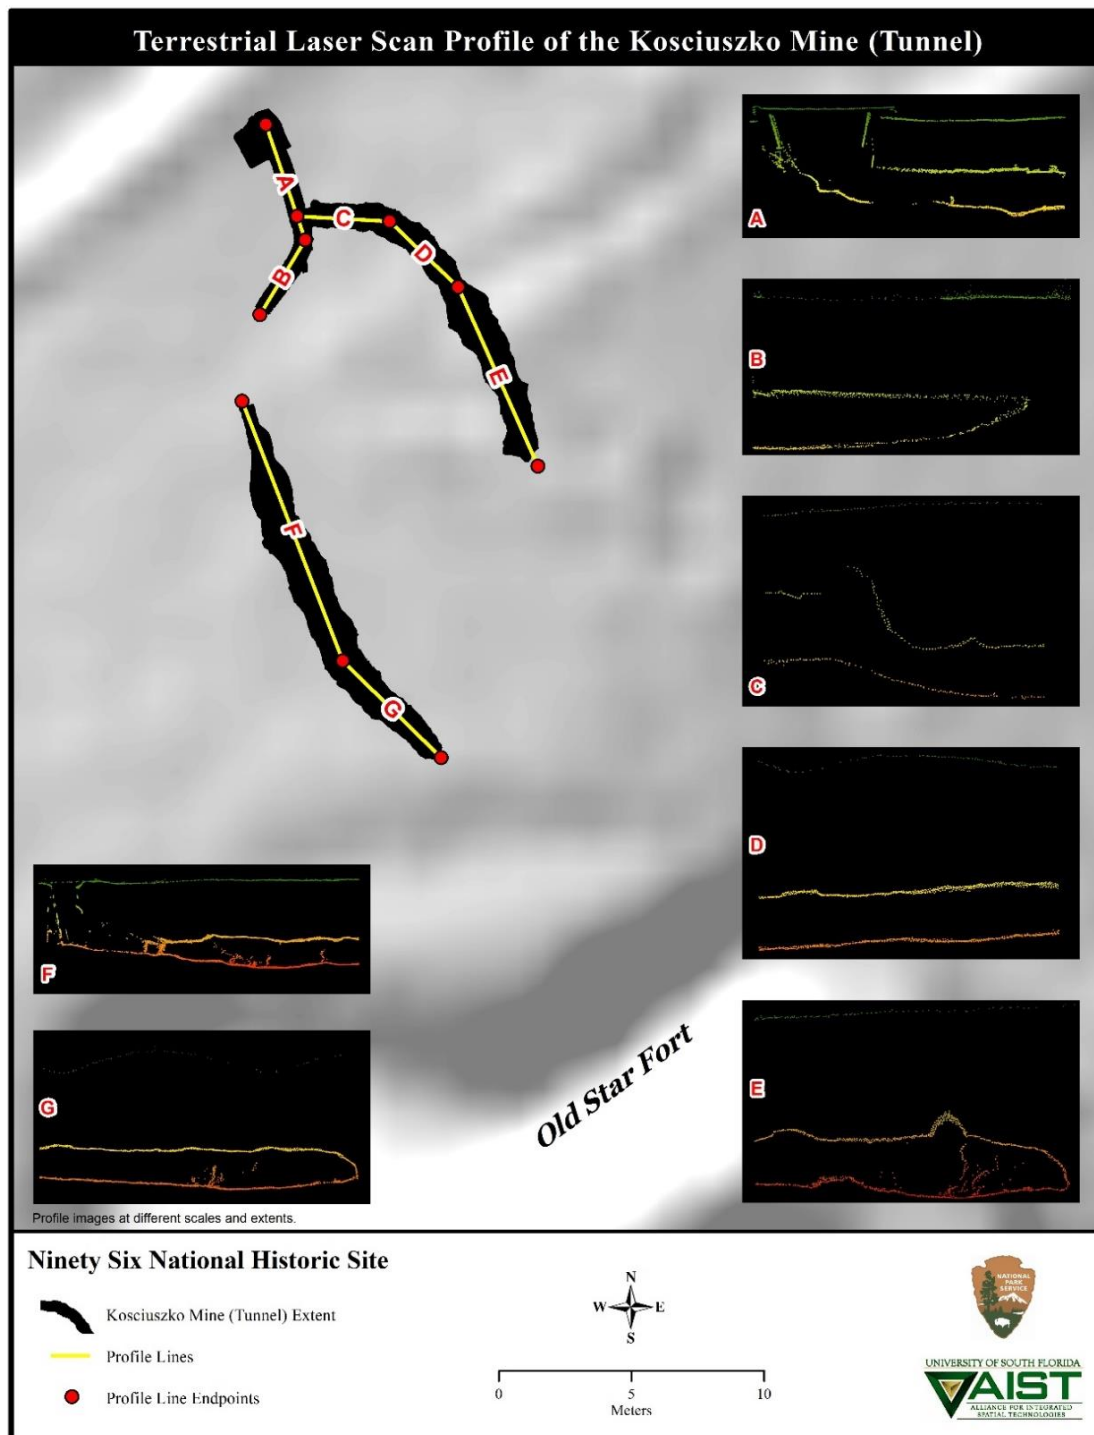 Terrestrial Laser Scan Profile of the Kosciuszko Mine (Tunnel)
A
C
B
D
E
F
G
A
B
C
D
E
F
G
Old Star Fort
Profile images at different scales and extents.
Ninety Six National Historic Site
Kosciuszko Mine (Tunnel) Extent
Profile Lines
Profile Line Endpoints
N
W E
S
0 5 10
Meters
NATIONAL
PARK
SERVICE
UNIVERSITY OF SOUTH FLORIDA
AIST
ALLIANCE FOR INTEGRATED
SPATIAL TECHNOLOGIES